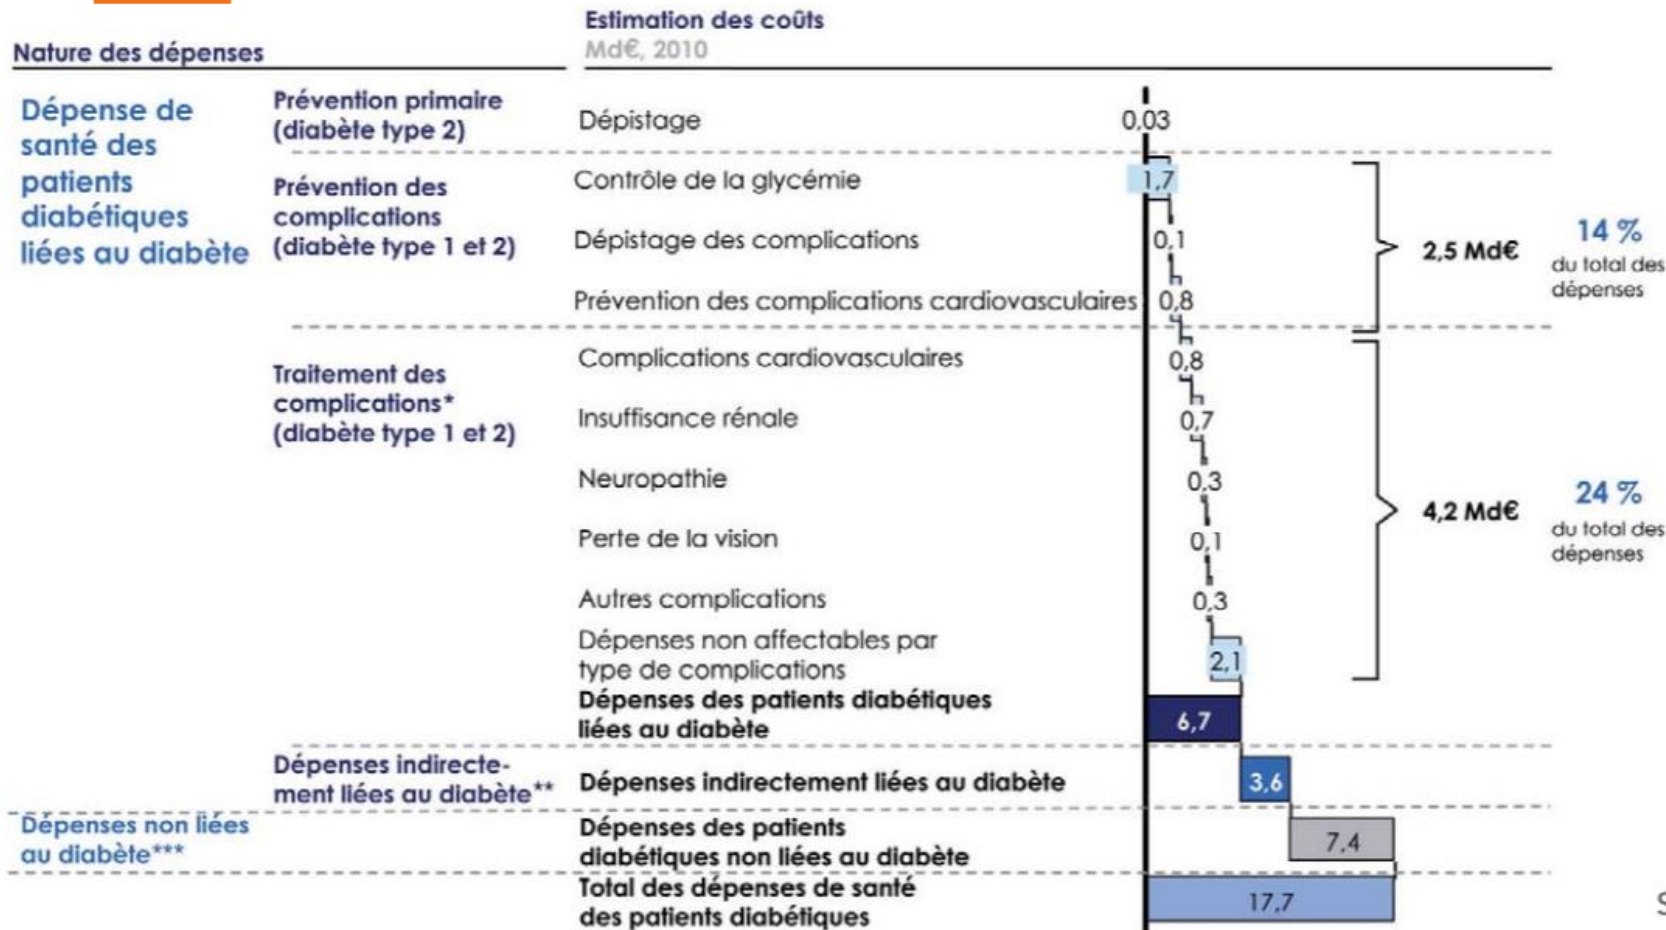 Nature des dépenses
Estimation des coûts
Md€, 2010
Dépense de
santé des
patients
diabétiques
liées au diabète
Prévention primaire
(diabète type 2)
Dépistage
0,03
Prévention des
complications
(diabète type 1 et 2)
Contrôle de la glycémie
1,7
Dépistage des complications
0,1
Prévention des complications cardiovasculaires
0,8
2,5 Md€
14 %
du total des
dépenses
Traitement des
complications*
(diabète type 1 et 2)
Complications cardiovasculaires
0,8
Insuffisance rénale
0,7
Neuropathie
0,3
Perte de la vision
0,1
Autres complications
0,3
Dépenses non affectables par
type de complications
2,1
4,2 Md€
24 %
du total des
dépenses
Dépenses des patients diabétiques
liées au diabète
6,7
Dépenses indirecte-
ment liées au diabète**
Dépenses indirectement liées au diabète
3,6
Dépenses non liées
au diabète***
Dépenses des patients
diabétiques non liées au diabète
7,4
Total des dépenses de santé
des patients diabétiques
17,7
S